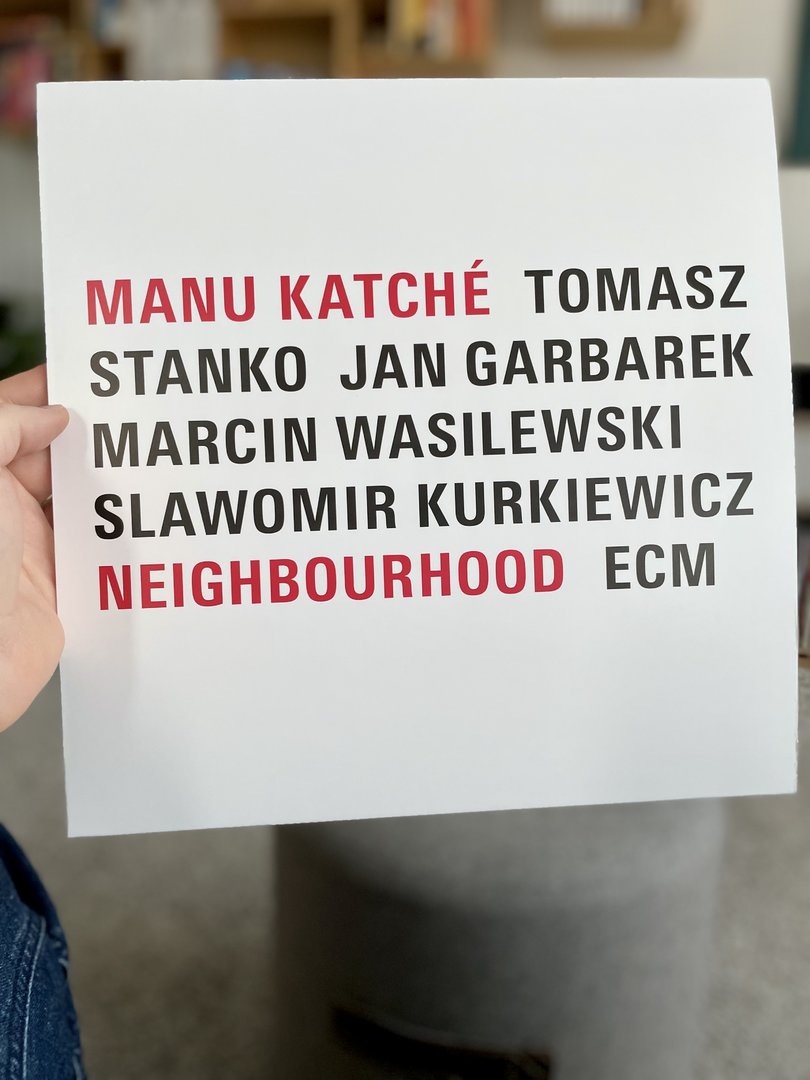 MANU KATCHÉ TOMASZ
STANKO JAN GARBAREK
MARCIN WASILEWSKI
SLAWOMIR KURKIEWICZ
NEIGHBOURHOOD ECM